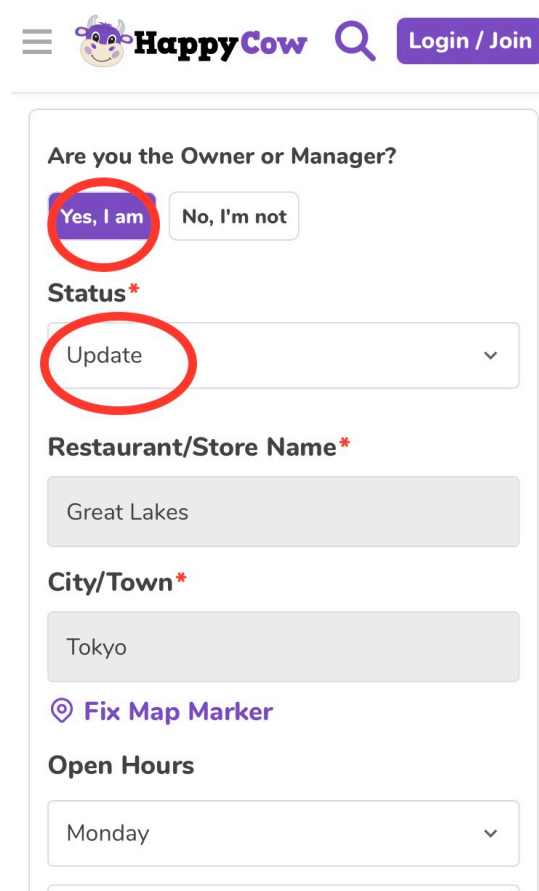 HappyCow
Login / Join
Are you the Owner or Manager?
Yes, I am
No, I'm not
Status*
Update
Restaurant/Store Name*
Great Lakes
City/Town*
Tokyo
Fix Map Marker
Open Hours
Monday